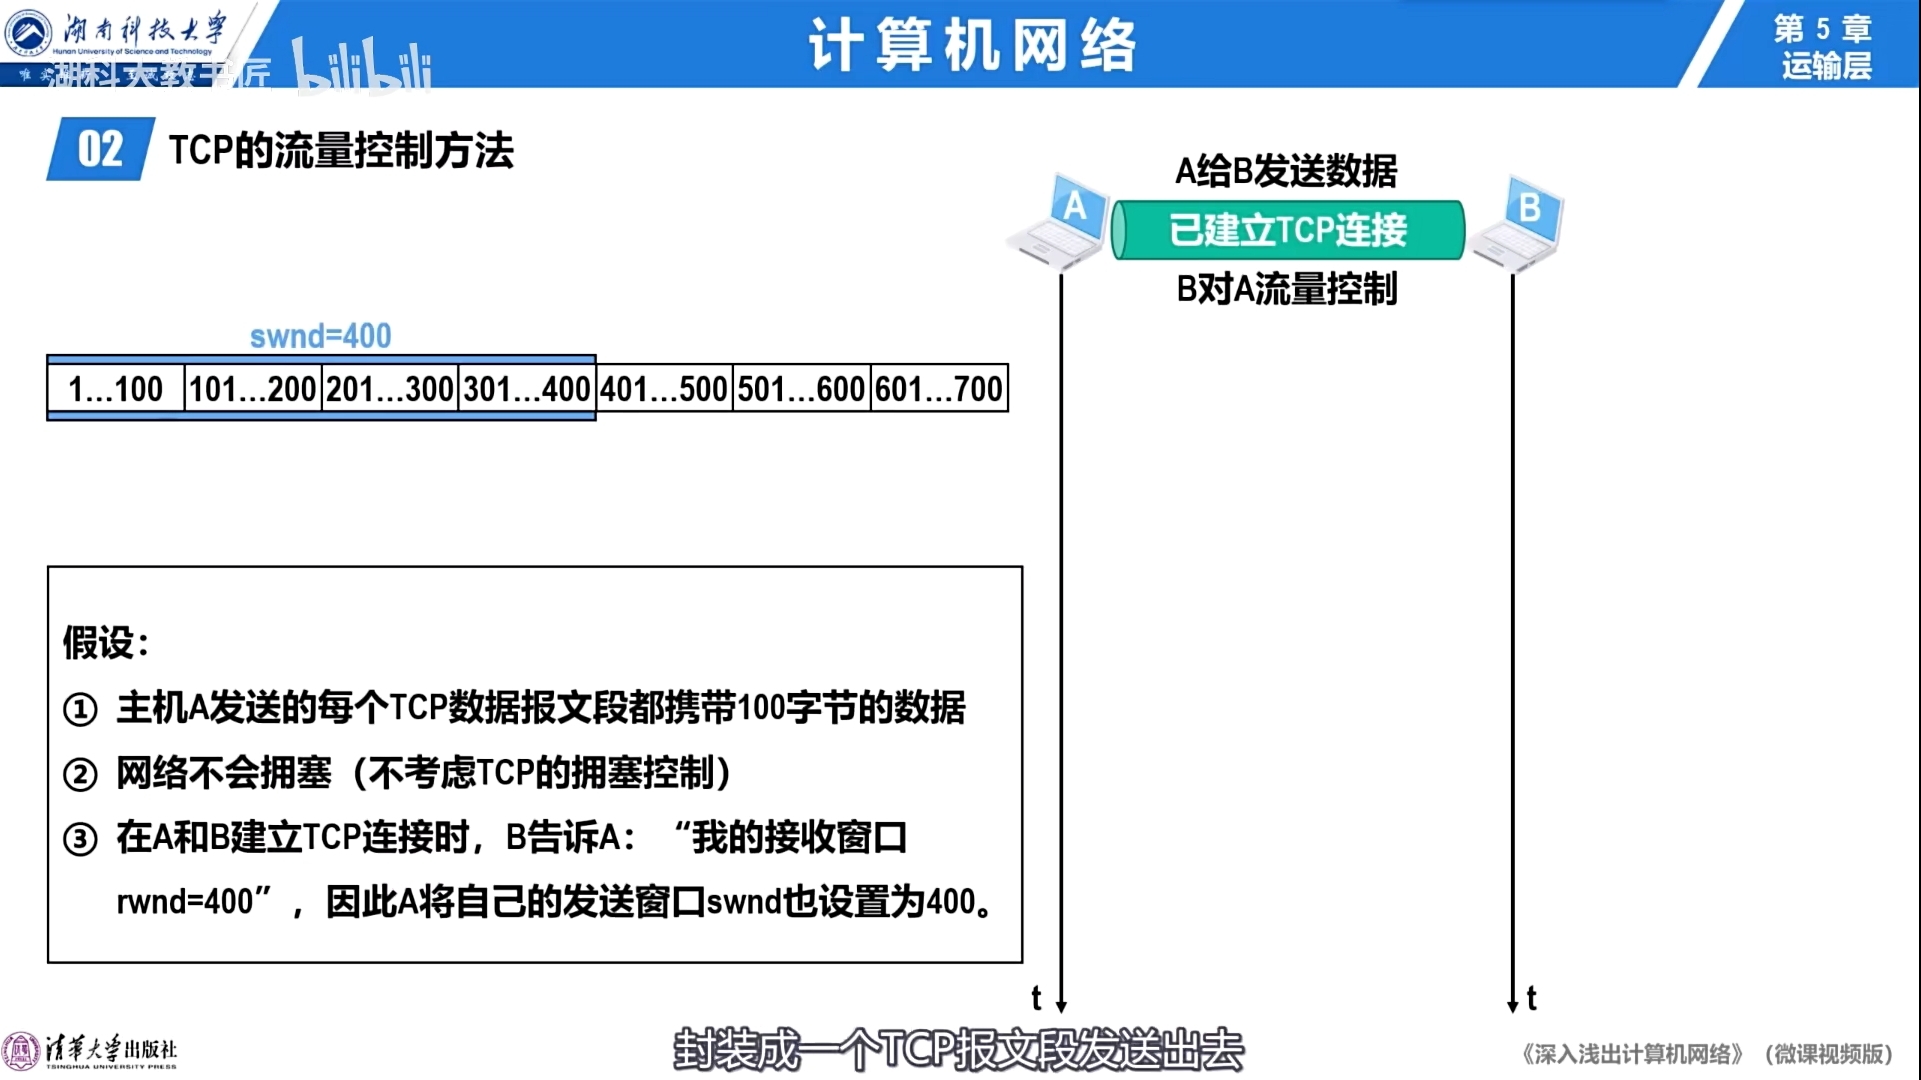 湖南科技大学
Hunan University of Science and Technology
湖科大教书匠 bilibili
计算机网络
第 5 章
运输层
02 TCP的流量控制方法
A给B发送数据
A 已建立TCP连接 B
B对A流量控制
swnd=400
1…100 101…200 201…300 301…400 401…500 501…600 601…700
假设：
① 主机A发送的每个TCP数据报文段都携带100字节的数据
② 网络不会拥塞（不考虑TCP的拥塞控制）
③ 在A和B建立TCP连接时，B告诉A：“我的接收窗口
rwnd=400”，因此A将自己的发送窗口swnd也设置为400。
t t
封装成一个TCP报文段发送出去
清华大学出版社
TSINGHUA UNIVERSITY PRESS
《深入浅出计算机网络》（微课视频版）